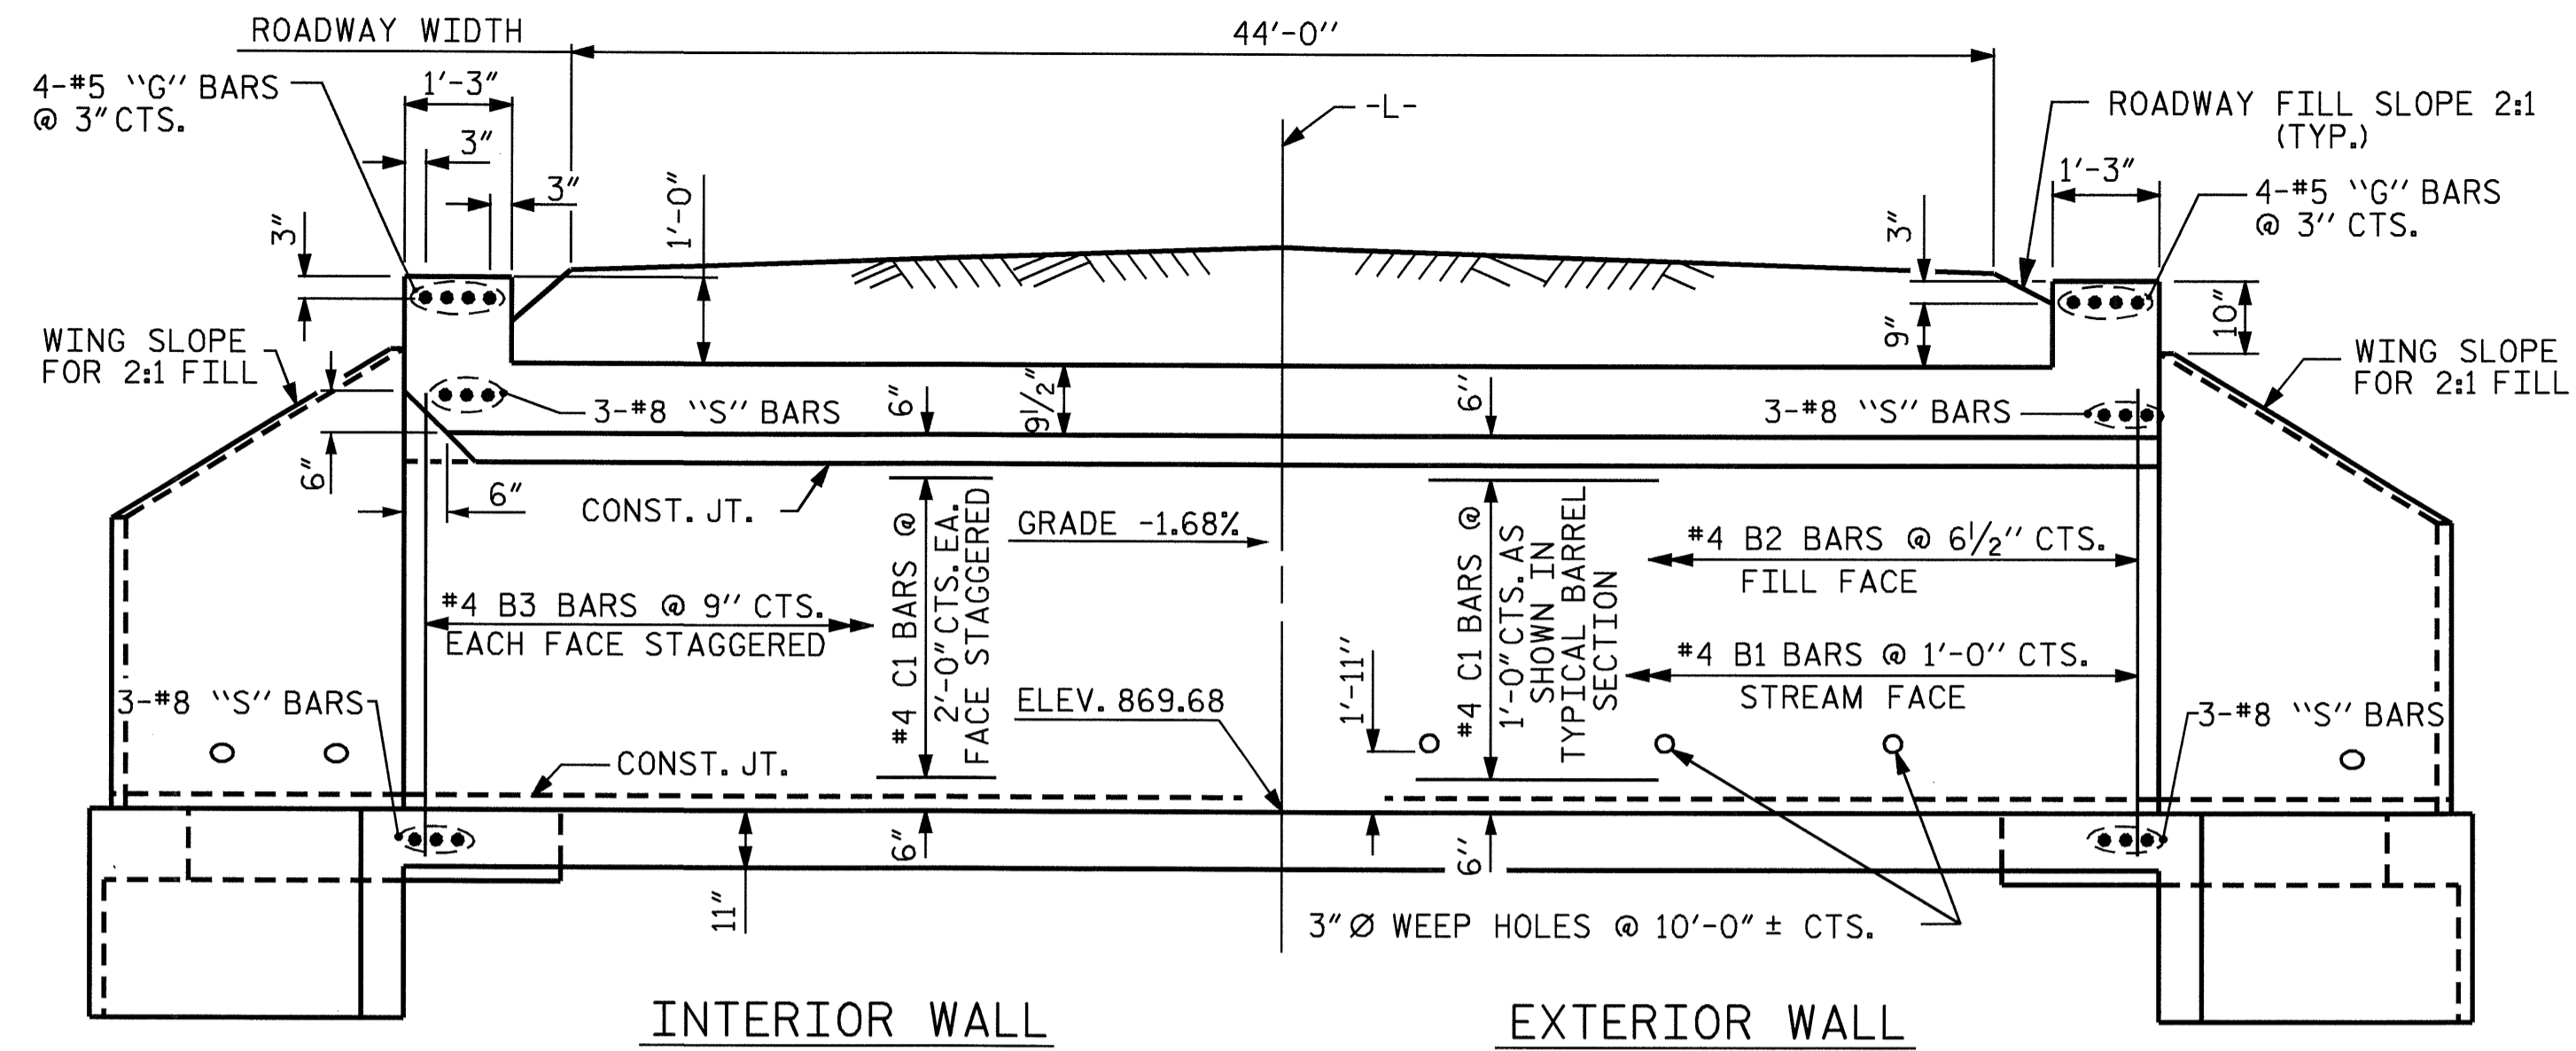 ROADWAY WIDTH
44'-0"
4-#5 "G" BARS
@ 3" CTS.
1'-3"
3"
3"
3"
1'-0"
-L-
ROADWAY FILL SLOPE 2:1
(TYP.)
1'-3"
4-#5 "G" BARS
@ 3" CTS.
3"
9"
10"
WING SLOPE
FOR 2:1 FILL
WING SLOPE
FOR 2:1 FILL
3-#8 "S" BARS
6"
9 1/2"
6"
3-#8 "S" BARS
6"
6"
CONST. JT.
#4 C1 BARS @
2'-0" CTS. EA.
FACE STAGGERED
GRADE -1.68%
#4 C1 BARS @
1'-0" CTS. AS
SHOWN IN
TYPICAL BARREL
SECTION
#4 B2 BARS @ 6 1/2" CTS.
FILL FACE
#4 B3 BARS @ 9" CTS.
EACH FACE STAGGERED
#4 B1 BARS @ 1'-0" CTS.
STREAM FACE
1'-11"
3-#8 "S" BARS
ELEV. 869.68
3-#8 "S" BARS
CONST. JT.
6"
6"
11"
3" Ø WEEP HOLES @ 10'-0" ± CTS.
INTERIOR WALL
EXTERIOR WALL